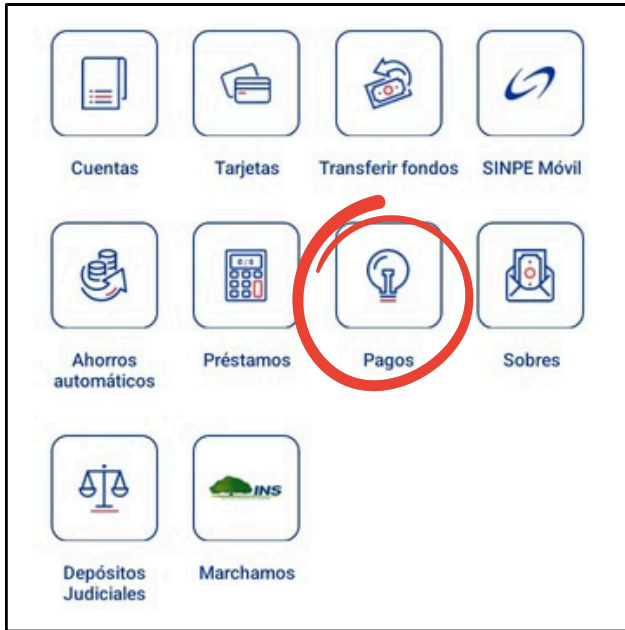 Cuentas
Tarjetas
Transferir fondos
SINPE Móvil
Ahorros
automáticos
Préstamos
Pagos
Sobres
INS
Depósitos
Judiciales
Marchamos